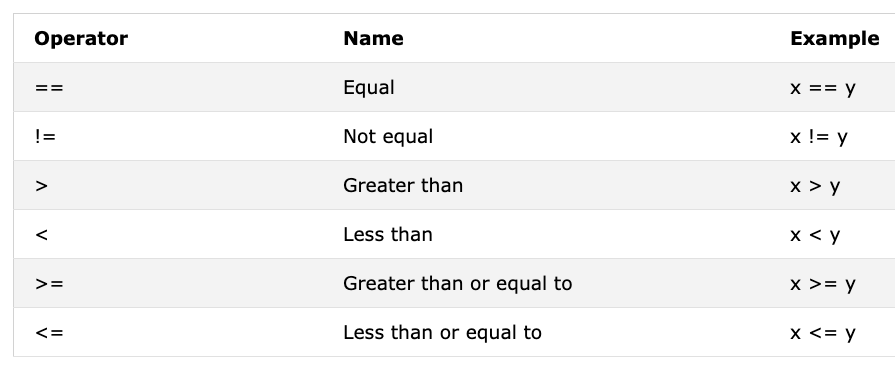 Operator Name Example
== Equal x == y
!= Not equal x != y
> Greater than x > y
< Less than x < y
>= Greater than or equal to x >= y
<= Less than or equal to x <= y